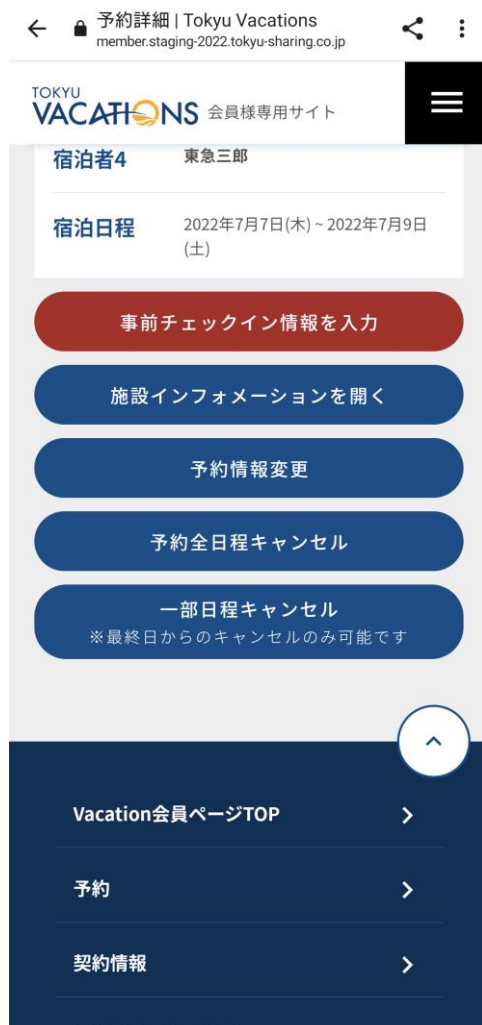 予約詳細 | Tokyu Vacations
member.staging-2022.tokyu-sharing.co.jp
TOKYU
VACATIONS 会員様専用サイト
宿泊者4 東急三郎
宿泊日程 2022年7月7日(木) ~ 2022年7月9日
(土)
事前チェックイン情報を入力
施設インフォメーションを開く
予約情報変更
予約全日程キャンセル
一部日程キャンセル
※最終日からのキャンセルのみ可能です
Vacation会員ページTOP
予約
契約情報